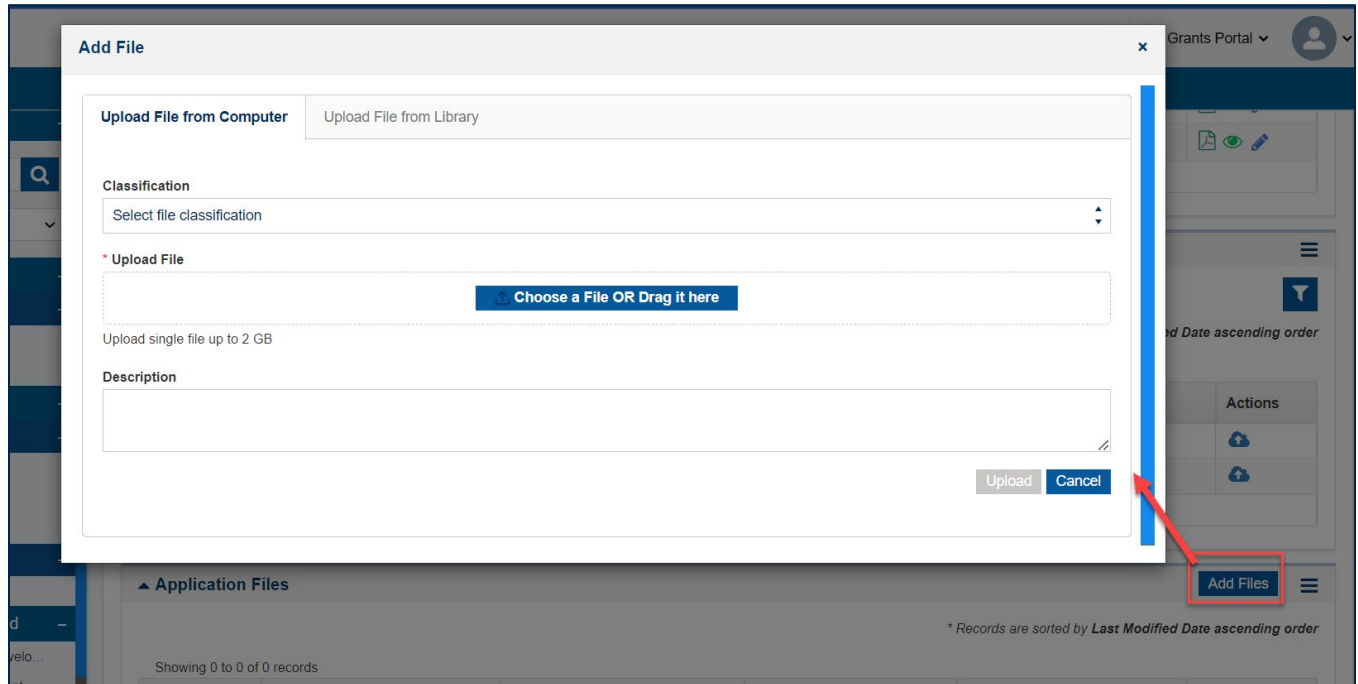 Add File
×
Grants Portal
Upload File from Computer
Upload File from Library
Classification
Select file classification
* Upload File
Choose a File OR Drag it here
Upload single file up to 2 GB
Date ascending order
Description
Actions
Upload
Cancel
Application Files
Add Files
* Records are sorted by Last Modified Date ascending order
Showing 0 to 0 of 0 records